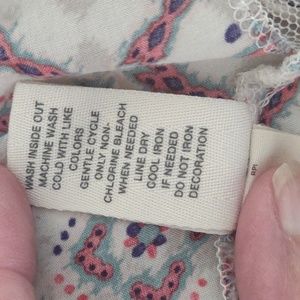 WASH INSIDE OUT
MACHINE WASH
COLD WITH LIKE
COLORS
GENTLE CYCLE
ONLY NON-
CHLORINE BLEACH
WHEN NEEDED
LINE DRY
COOL IRON
IF NEEDED
DO NOT IRON
DECORATION